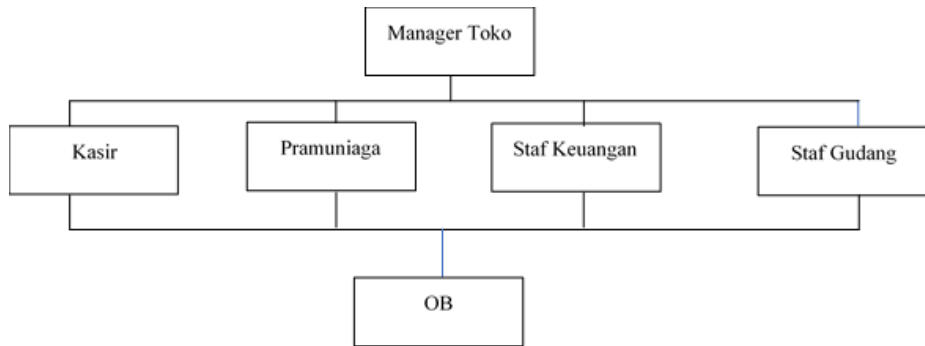 Manager Toko
Kasir
Pramuniaga
Staf Keuangan
Staf Gudang
OB